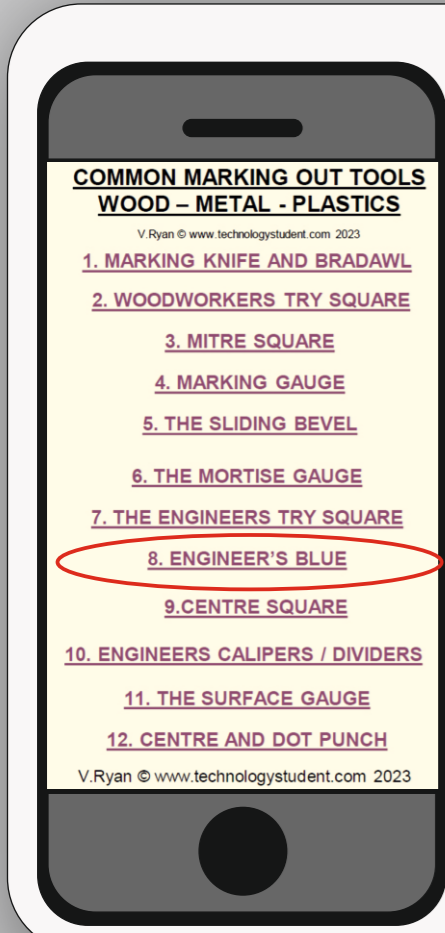 COMMON MARKING OUT TOOLS
WOOD – METAL - PLASTICS
V.Ryan © www.technologystudent.com 2023
1. MARKING KNIFE AND BRADAWL
2. WOODWORKERS TRY SQUARE
3. MITRE SQUARE
4. MARKING GAUGE
5. THE SLIDING BEVEL
6. THE MORTISE GAUGE
7. THE ENGINEERS TRY SQUARE
8. ENGINEER’S BLUE
9.CENTRE SQUARE
10. ENGINEERS CALIPERS / DIVIDERS
11. THE SURFACE GAUGE
12. CENTRE AND DOT PUNCH
V.Ryan © www.technologystudent.com 2023